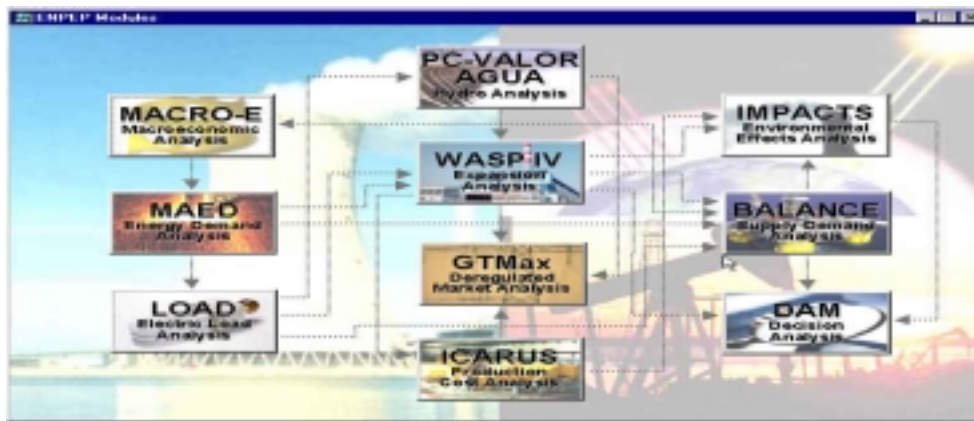 ENPEP Modules
PC-VALOR
AGUA
Hydro Analysis
MACRO-E
Macroeconomic
Analysis
IMPACTS
Environmental
Effects Analysis
WASP IV
Expansion
Analysis
MAED
Energy Demand
Analysis
BALANCE
Supply Demand
Analysis
GTMax
Deregulated
Market Analysis
LOAD
Electric Load
Analysis
DAM
Decision
Analysis
ICARUS
Production
Cost Analysis